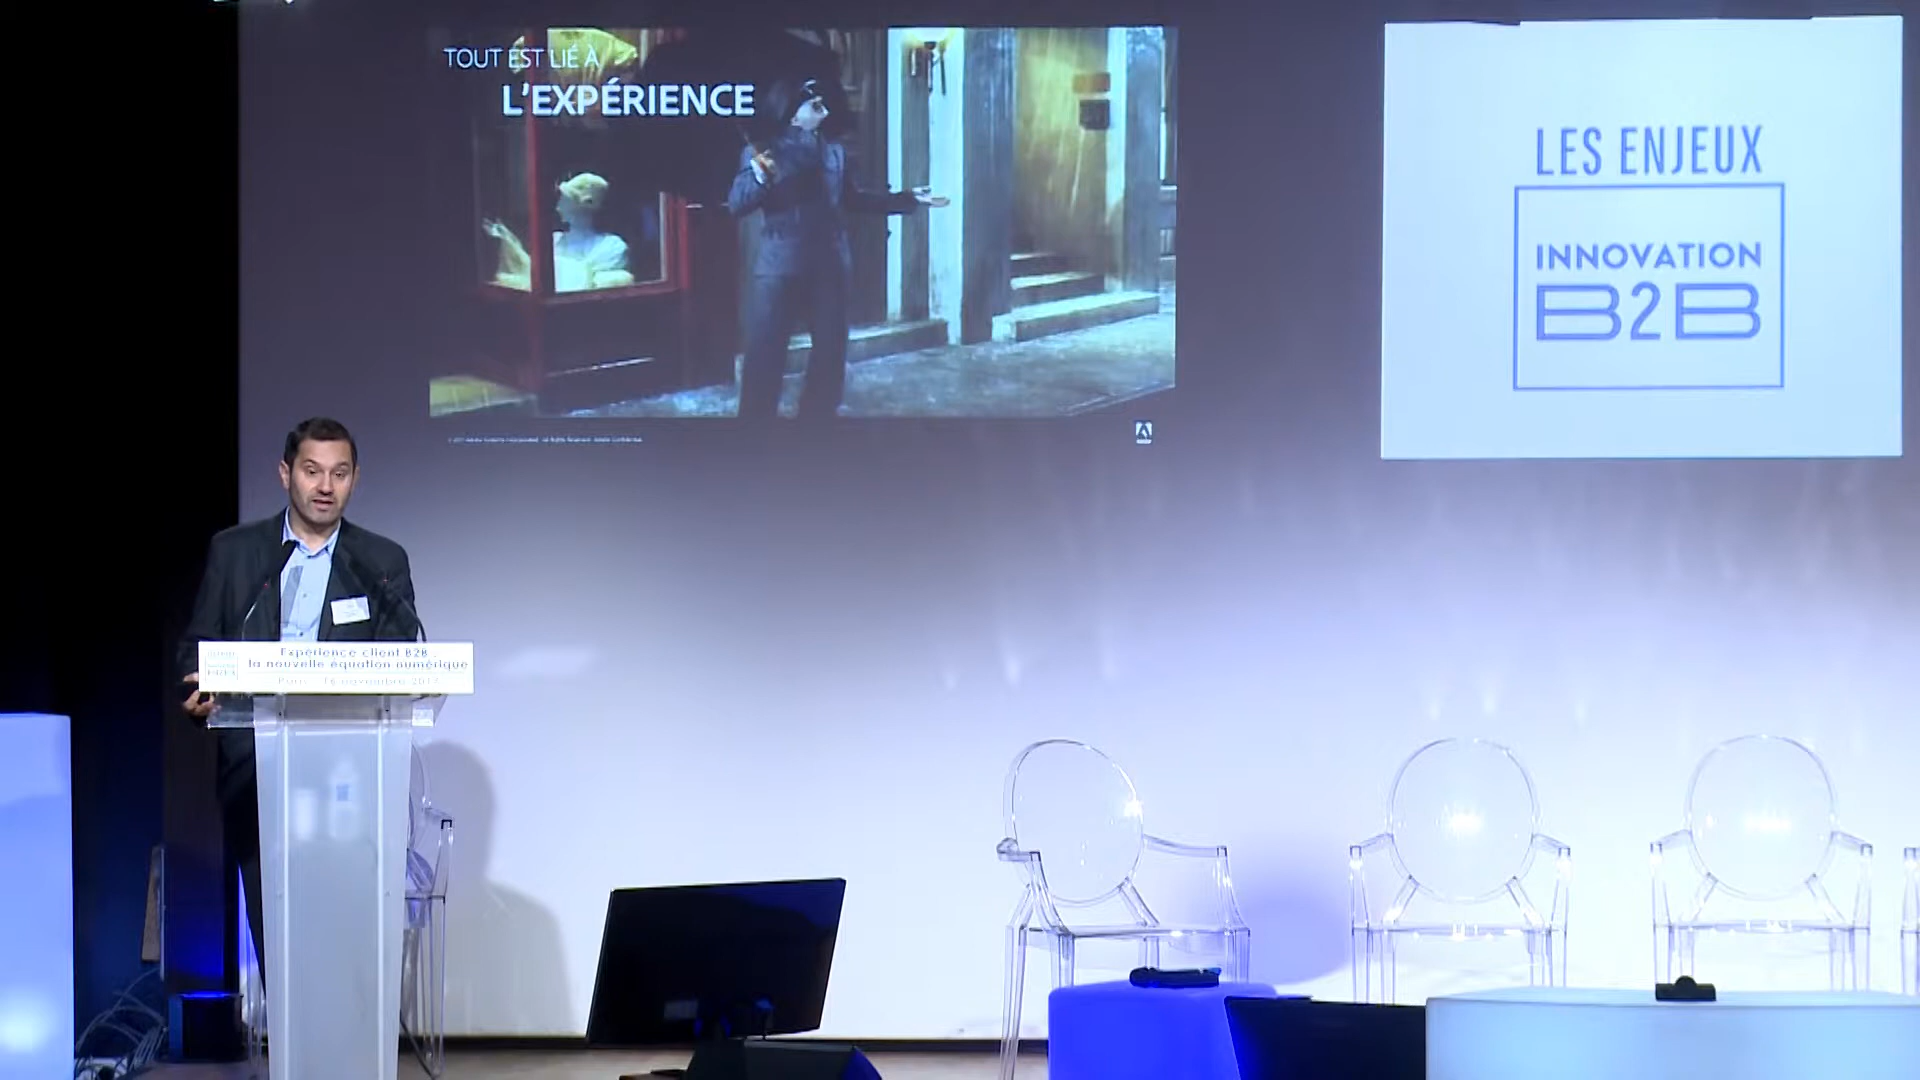 TOUT EST LIÉ À
L'EXPÉRIENCE
LES ENJEUX
INNOVATION
B2B
Expérience client B2B :
la nouvelle équation numérique